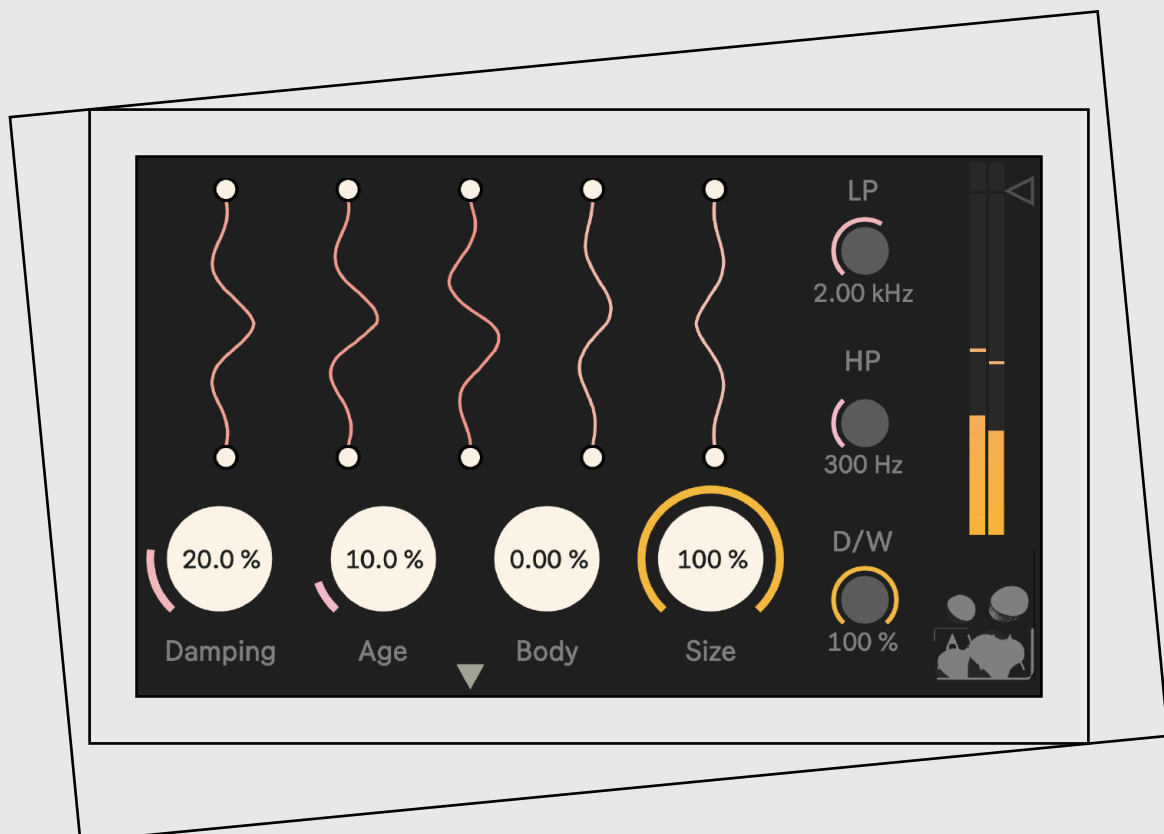 LP
2.00 kHz
HP
300 Hz
D/W
100 %
20.0 %
10.0 %
0.00 %
100 %
Damping
Age
Body
Size